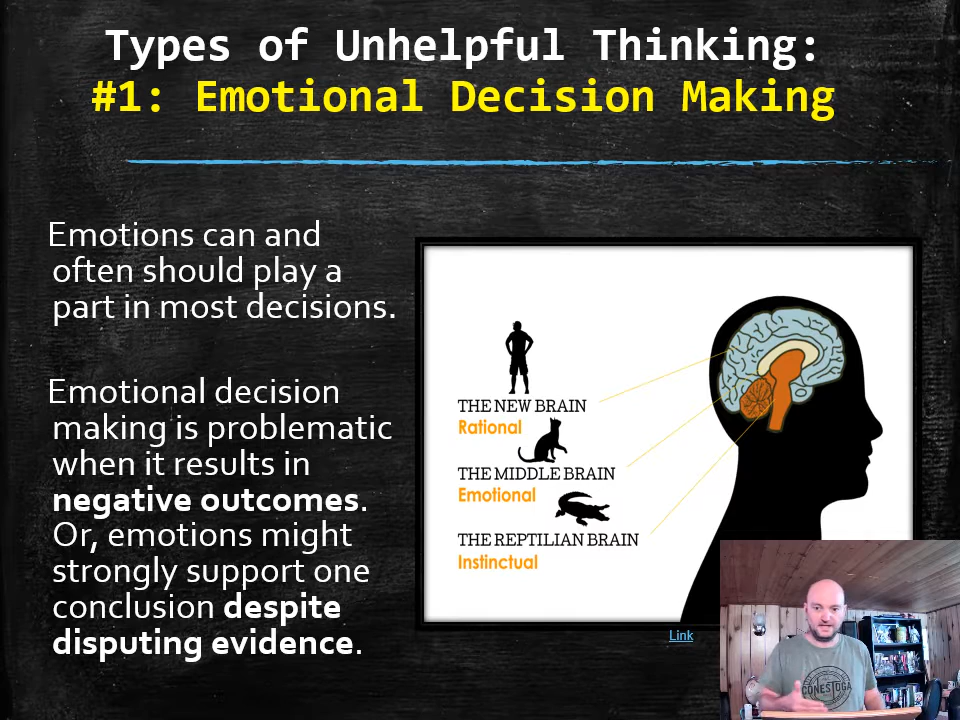 Types of Unhelpful Thinking:
#1: Emotional Decision Making
Emotions can and
often should play a
part in most decisions.
Emotional decision
making is problematic
when it results in
negative outcomes.
Or, emotions might
strongly support one
conclusion despite
disputing evidence.
THE NEW BRAIN
Rational
THE MIDDLE BRAIN
Emotional
THE REPTILIAN BRAIN
Instinctual
Link
CONESTOGA